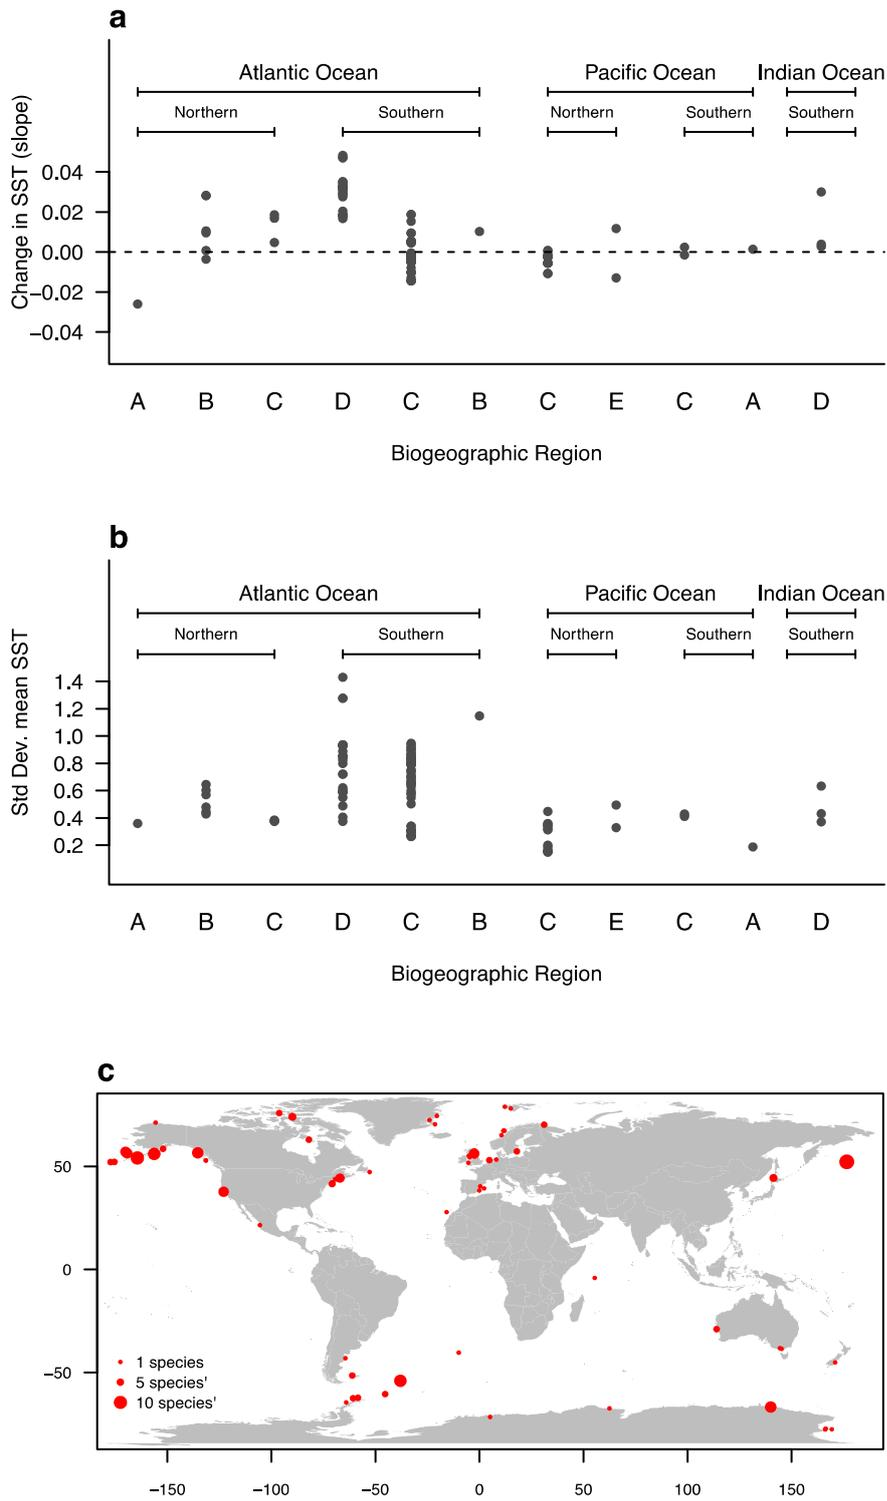 a
Atlantic Ocean Pacific Ocean Indian Ocean
Northern Southern Northern Southern Southern
Change in SST (slope)
0.04
0.02
0.00
−0.02
−0.04
A B C D C B C E C A D
Biogeographic Region
b
Atlantic Ocean Pacific Ocean Indian Ocean
Northern Southern Northern Southern Southern
Std Dev. mean SST
1.4
1.2
1.0
0.8
0.6
0.4
0.2
A B C D C B C E C A D
Biogeographic Region
c
50
0
−50
1 species
5 species'
10 species'
−150 −100 −50 0 50 100 150